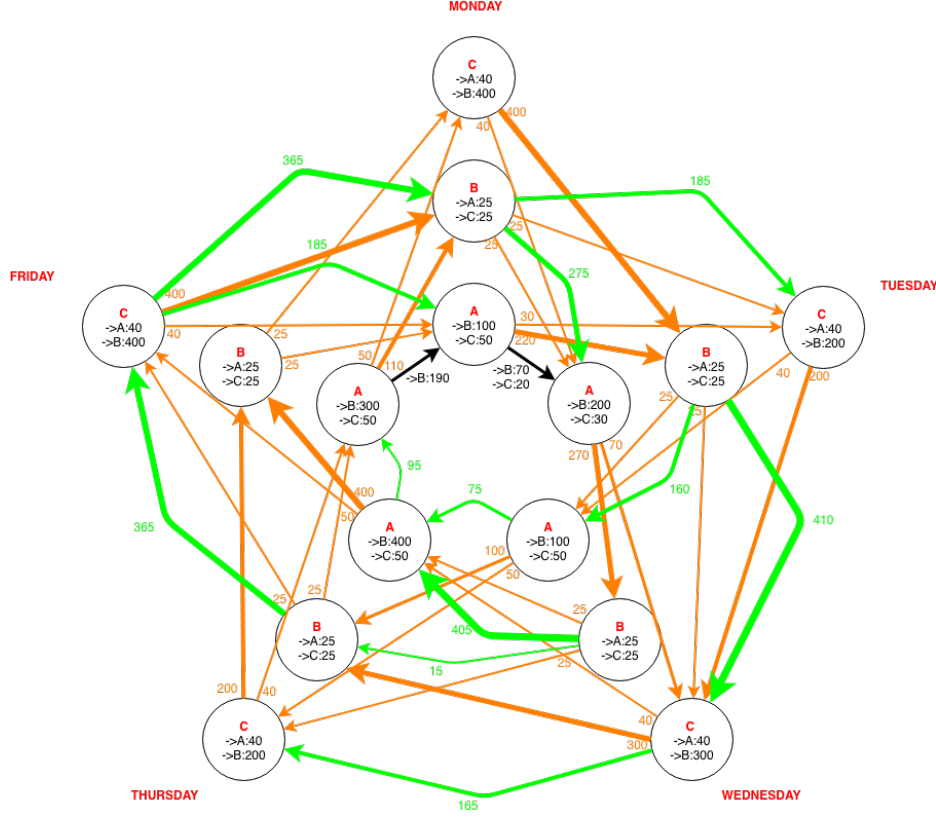 MONDAY
C
->A:40
->B:400
400
40
365
185
B
->A:25
->C:25
25
25
185
275
FRIDAY
TUESDAY
400
C
->A:40
->B:400
40
A
->B:100
->C:50
30
220
C
->A:40
->B:200
40
200
B
->A:25
->C:25
25
25
50
110
->B:190
->B:70
->C:20
B
->A:25
->C:25
25
25
A
->B:300
->C:50
A
->B:200
->C:30
270
70
95
75
160
400
50
410
365
A
->B:400
->C:50
A
->B:100
->C:50
100
50
25
25
B
->A:25
->C:25
405
15
25
25
B
->A:25
->C:25
200
40
C
->A:40
->B:200
40
300
C
->A:40
->B:300
THURSDAY
165
WEDNESDAY